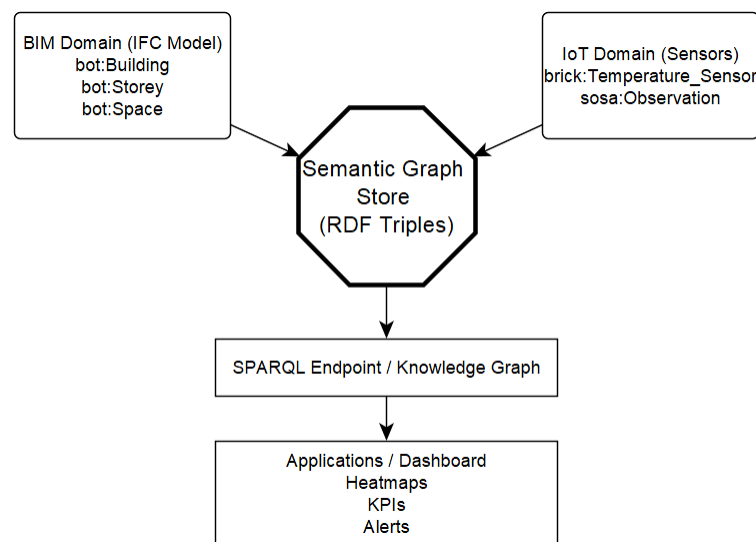 BIM Domain (IFC Model)
bot:Building
bot:Storey
bot:Space
IoT Domain (Sensors)
brick:Temperature_Sensor
sosa:Observation
Semantic Graph
Store
(RDF Triples)
SPARQL Endpoint / Knowledge Graph
Applications / Dashboard
Heatmaps
KPIs
Alerts